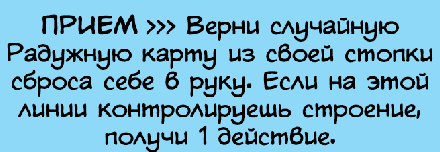 ПРИЕМ >>> Верни случайную
Радужную карту из своей стопки
сброса себе в руку. Если на этой
линии контролируешь строение,
получи 1 действие.